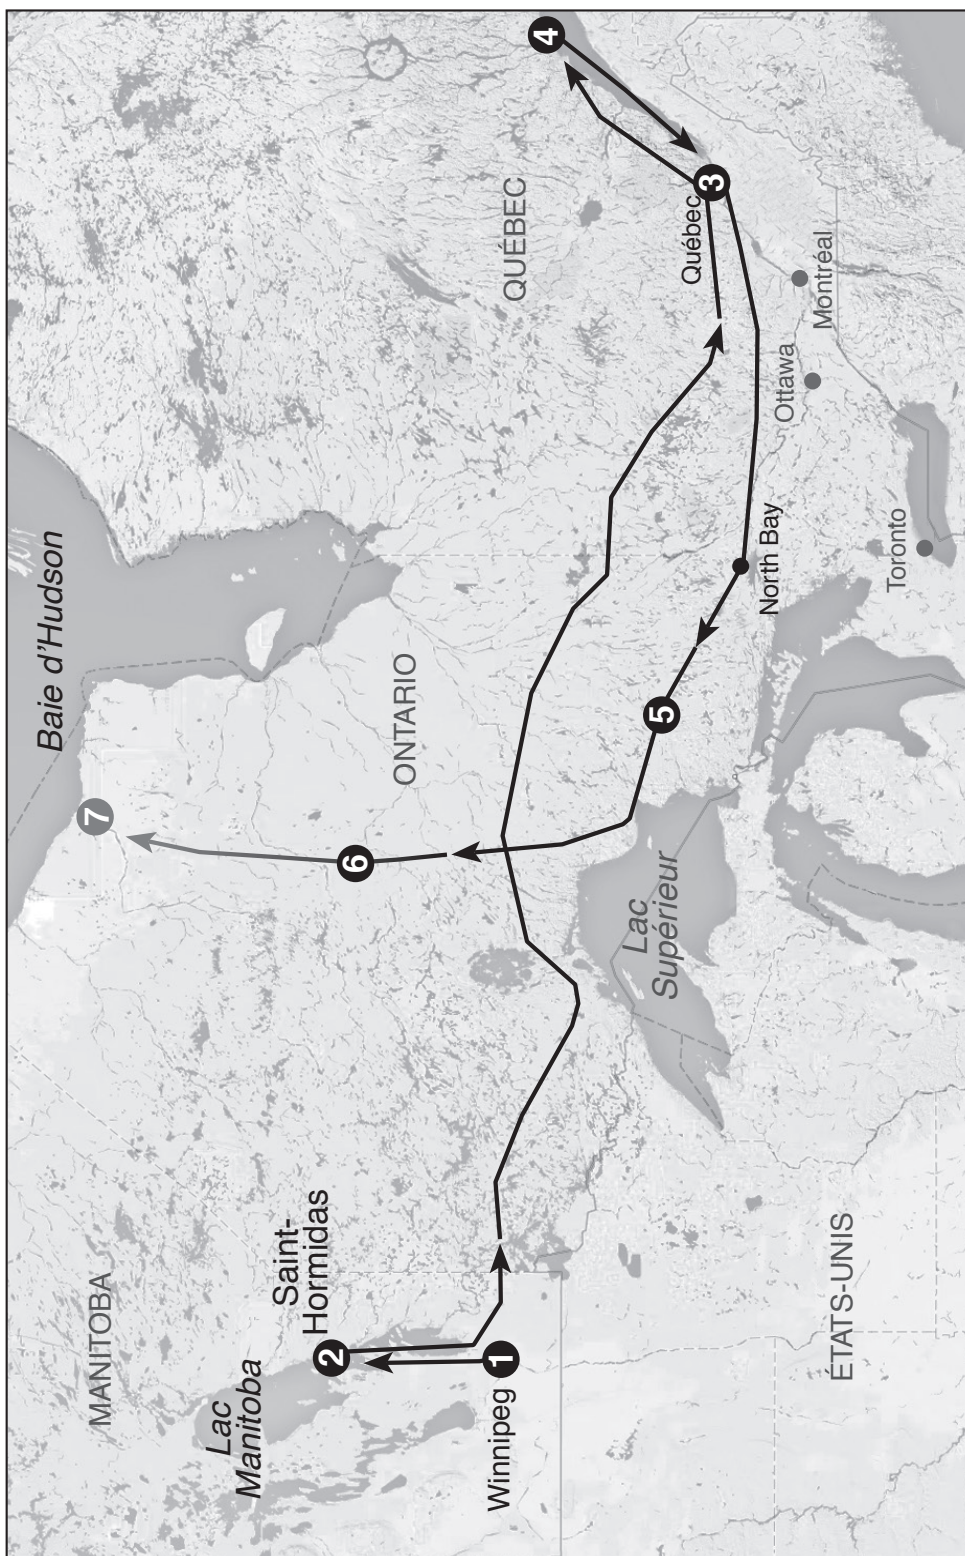 Baie d'Hudson
MANITOBA
Lac
Manitoba
Saint-
Hormidas
2
1
Winnipeg
ÉTATS-UNIS
Lac
Supérieur
ONTARIO
7
6
5
North Bay
Toronto
Ottawa
Montréal
QUÉBEC
Québec
3
4